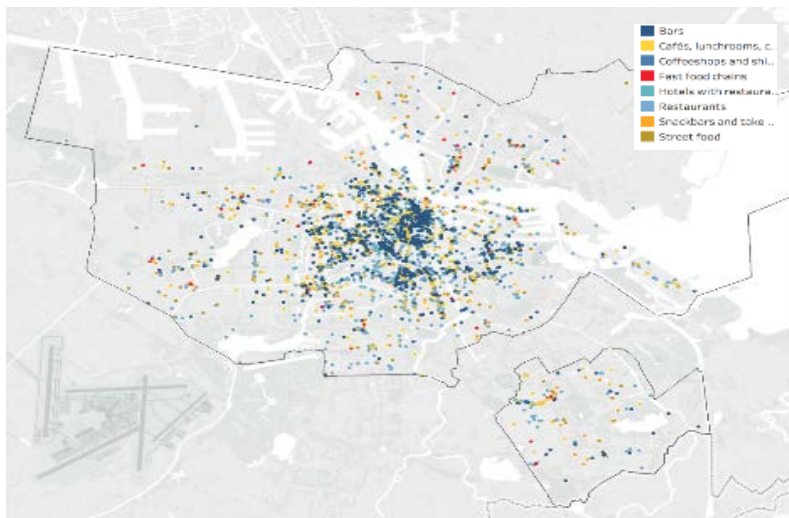 Bars
Cafés, lunchrooms, c..
Coffeeshops and shi..
Fast food chains
Hotels with restaura..
Restaurants
Snackbars and take ..
Street food